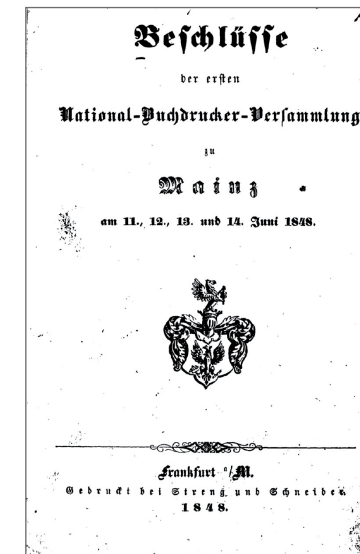 Beschlüsse
der ersten
National-Buchdrucker-Versammlung
zu
Mainz
am 11., 12., 13. und 14. Juni 1848.
Frankfurt a/M.
Gedruckt bei Streng und Schneider.
1848.